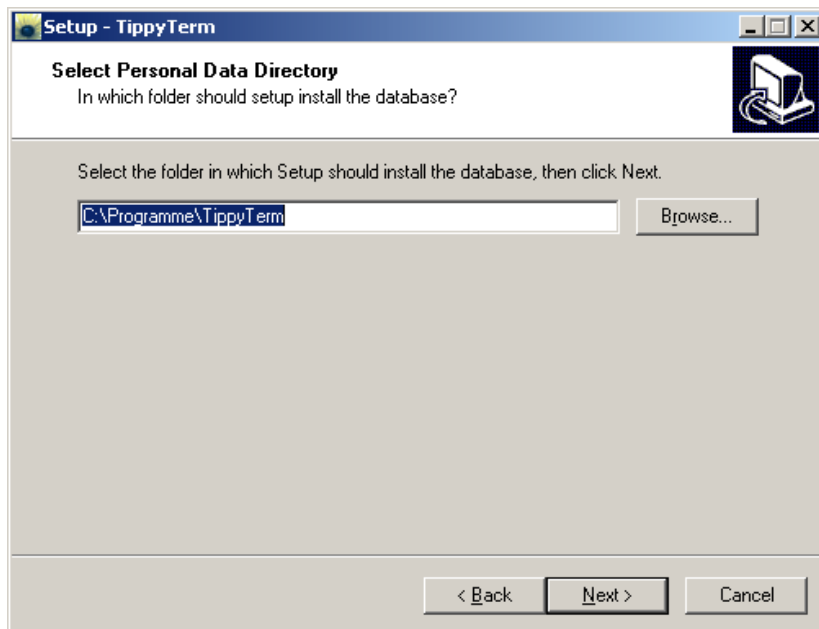 Setup - TippyTerm
Select Personal Data Directory
In which folder should setup install the database?
Select the folder in which Setup should install the database, then click Next.
C:\Programme\TippyTerm
Browse...
< Back
Next >
Cancel